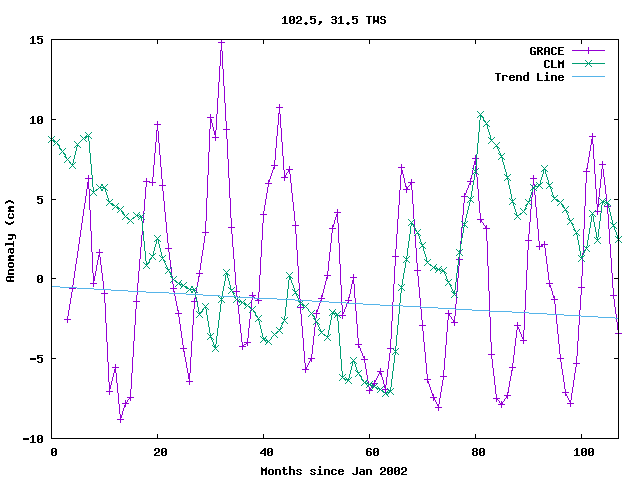 102.5, 31.5 TWS
GRACE
CLM
Trend Line
Anomaly (cm)
15
10
5
0
-5
-10
0 20 40 60 80 100
Months since Jan 2002